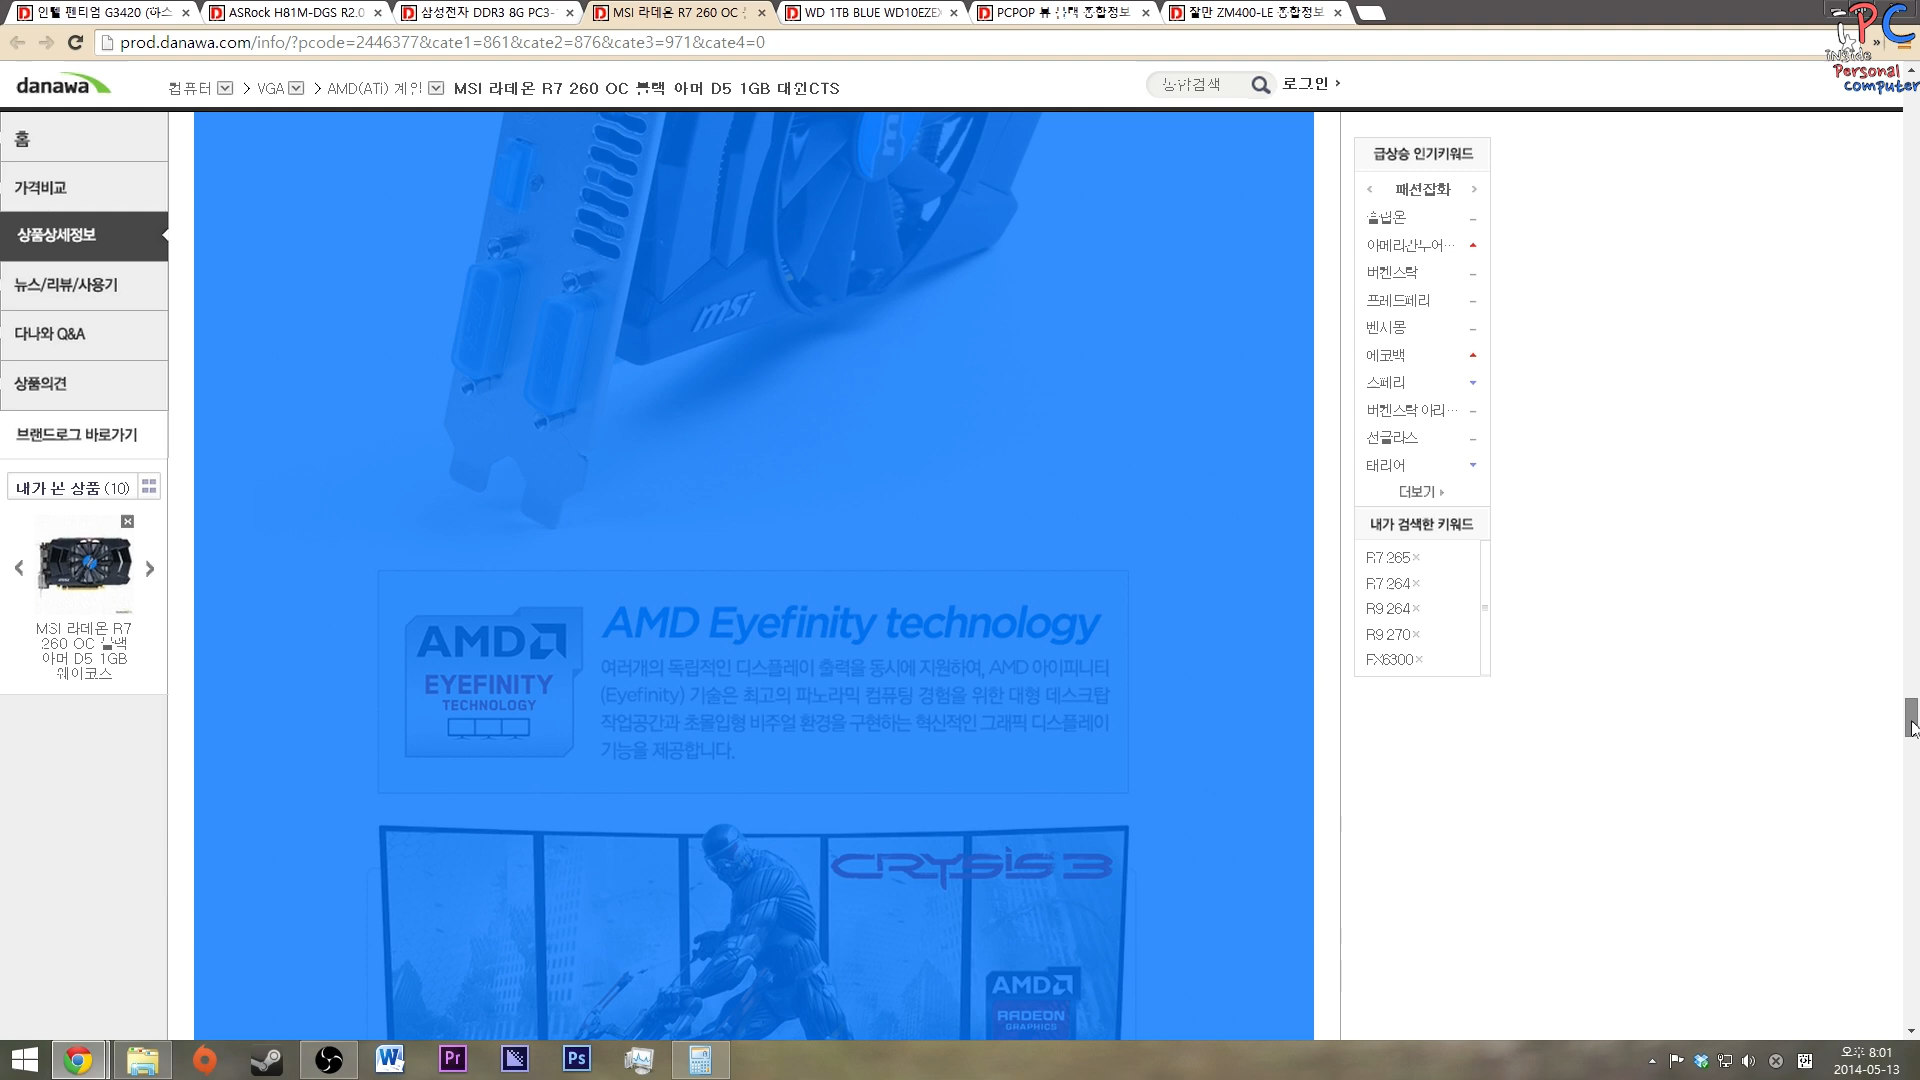 인텔 펜티엄 G3420 (하스
ASRock H81M-DGS R2.0
삼성전자 DDR3 8G PC3-
MSI 라데온 R7 260 OC
WD 1TB BLUE WD10EZEX
PCPOP 뷰 블랙 종합정보
잘만 ZM400-LE 종합정보
prod.danawa.com/info/?pcode=2446377&cate1=861&cate2=876&cate3=971&cate4=0
PC
inside
Personal
Computer
danawa
컴퓨터 > VGA > AMD(ATi) 계열 MSI 라데온 R7 260 OC 블랙 아머 D5 1GB 대원CTS
통합검색
로그인
홈
가격비교
상품상세정보
뉴스/리뷰/사용기
다나와 Q&A
상품의견
브랜드로그 바로가기
내가 본 상품 (10)
MSI 라데온 R7
260 OC 블랙
아머 D5 1GB
웨이코스
msi
AMD
EYEFINITY
TECHNOLOGY
AMD Eyefinity technology
여러개의 독립적인 디스플레이 출력을 동시에 지원하여, AMD 아이피니티
(Eyefinity) 기술은 최고의 파노라믹 컴퓨팅 경험을 위한 대형 데스크탑
작업공간과 초몰입형 비주얼 환경을 구현하는 혁신적인 그래픽 디스플레이
기능을 제공합니다.
CRYSIS 3
AMD
RADEON
GRAPHICS
급상승 인기키워드
패션잡화
슬립온
아메리칸투어…
버켄스탁
프레드페리
벤시몽
에코백
스페리
버켄스탁 아리…
선글라스
태리어
더보기
내가 검색한 키워드
R7 265
R7 264
R9 264
R9 270
FX6300
오후 8:01
2014-05-13